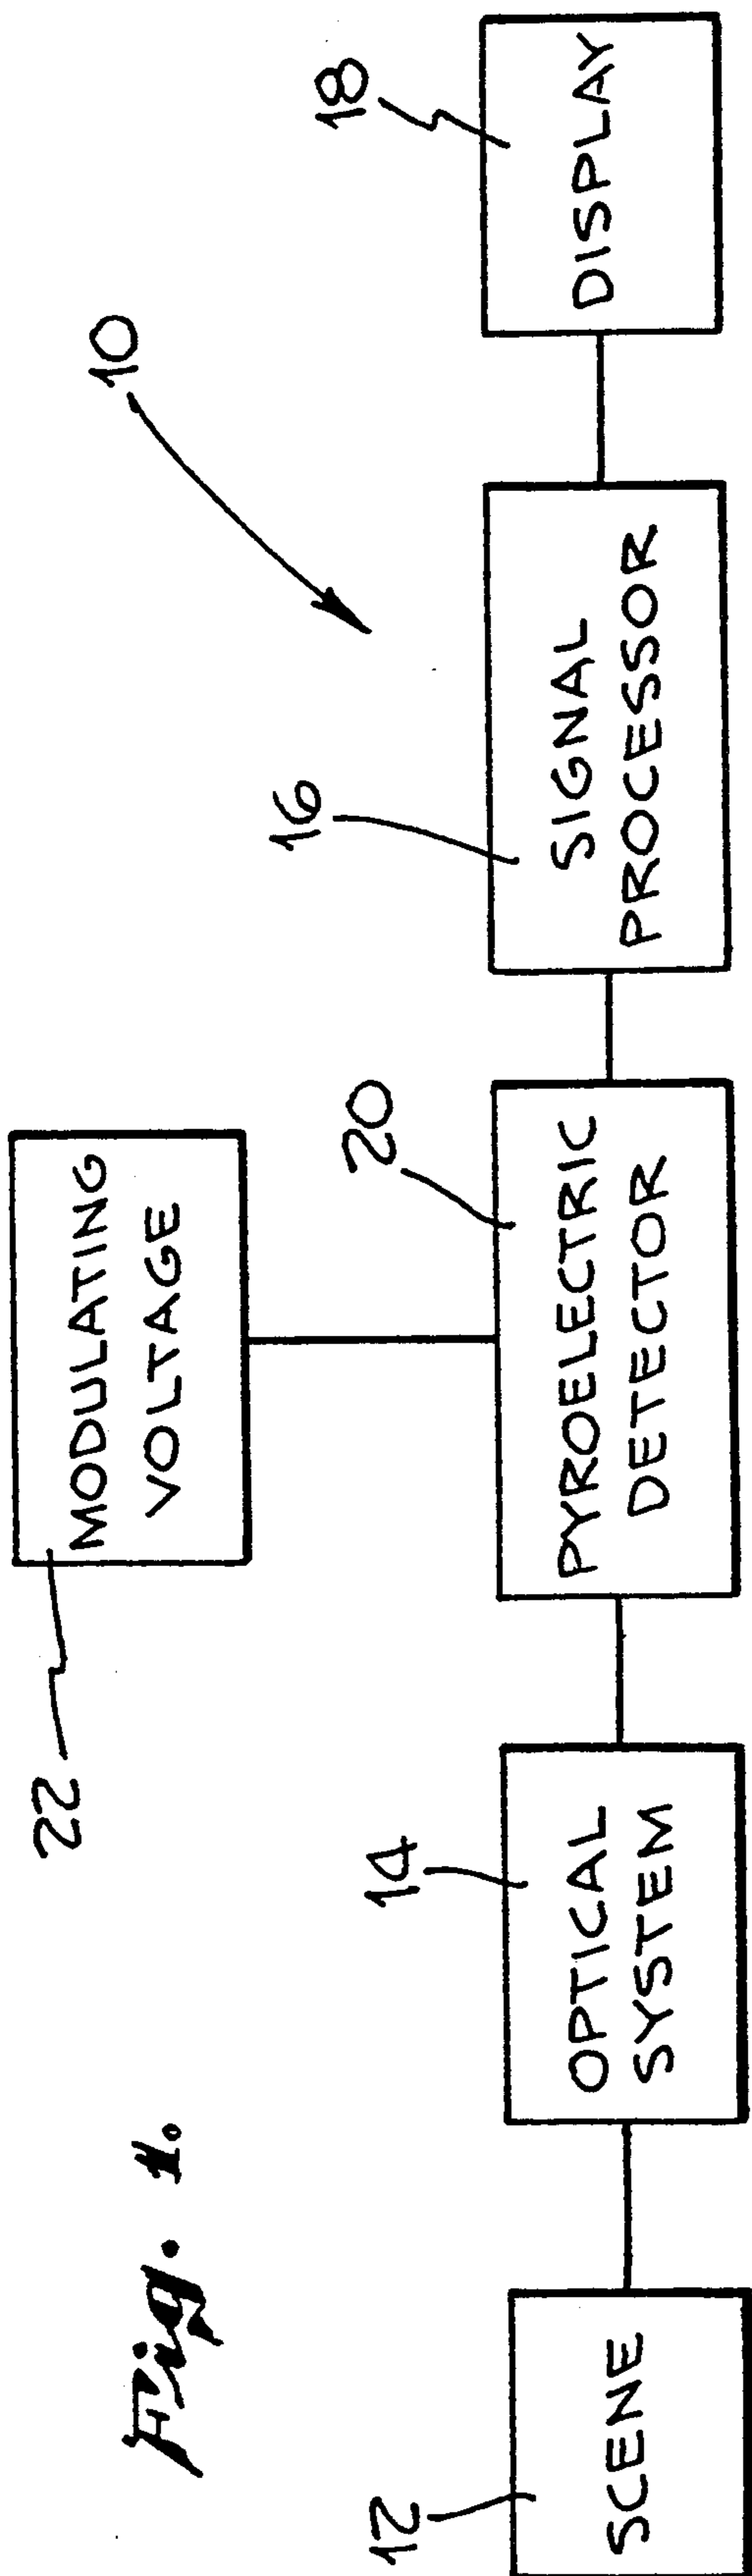 22
MODULATING
VOLTAGE
10
12
SCENE
14
OPTICAL
SYSTEM
20
PYROELECTRIC
DETECTOR
16
SIGNAL
PROCESSOR
18
DISPLAY
Fig. 1.